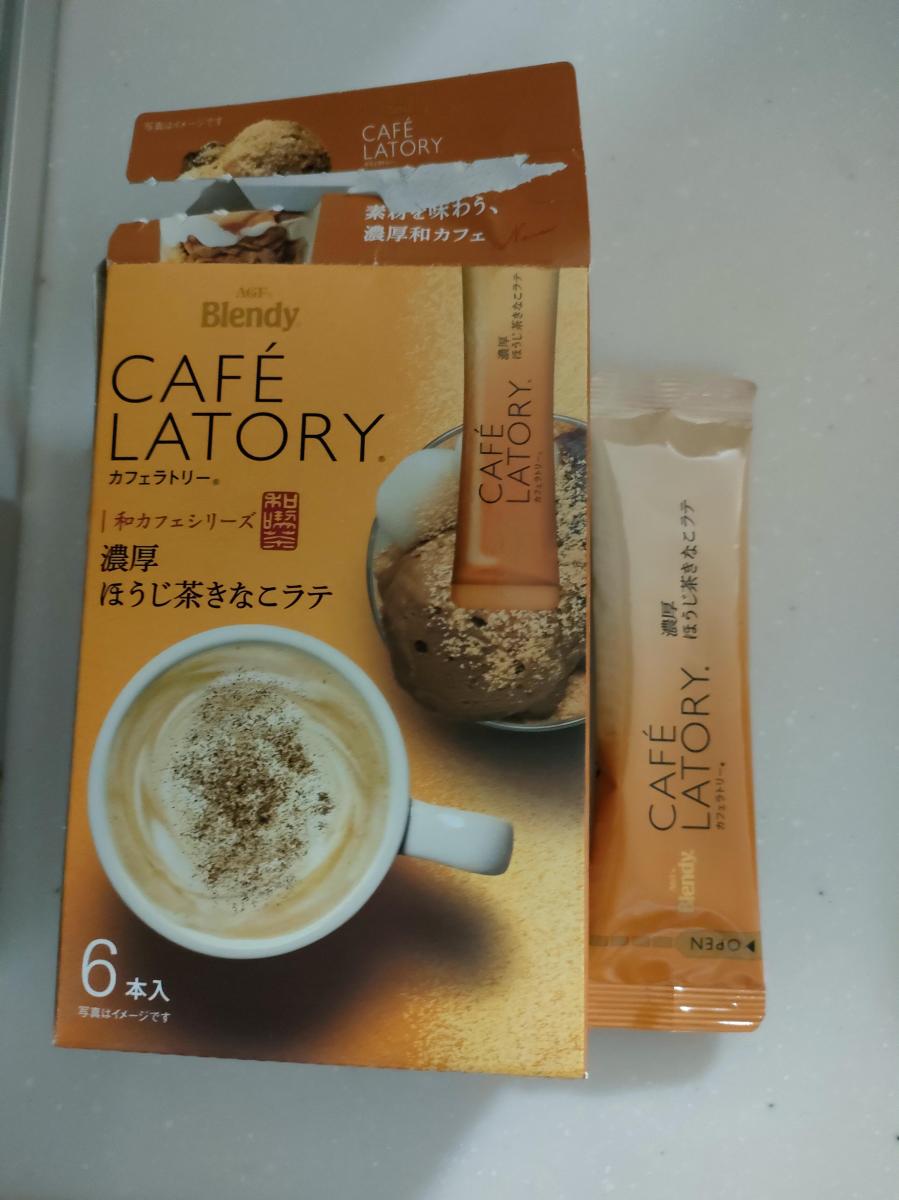 写真はイメージです
CAFÉ
LATORY
素材を味わう、
濃厚和カフェ
AGF®
Blendy®
CAFÉ
LATORY®
カフェラトリー®
和カフェシリーズ
和喫茶
濃厚
ほうじ茶きなこラテ
6本入
写真はイメージです
濃厚
ほうじ茶きなこラテ
CAFÉ
LATORY®
カフェラトリー®
濃厚
ほうじ茶きなこラテ
CAFÉ
LATORY®
カフェラトリー®
AGF®
Blendy®
OPEN